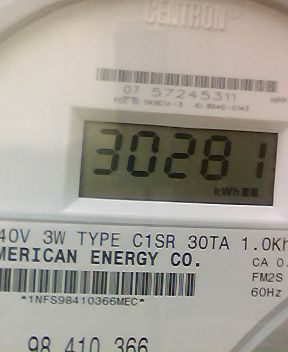 CENTRON®
07 57245311
30281
kWh
40V 3W TYPE C1SR 30TA 1.0Kh
MERICAN ENERGY CO.
CA 0.
FM2S
60Hz
*1NFS98410366MEC*
98 410 366